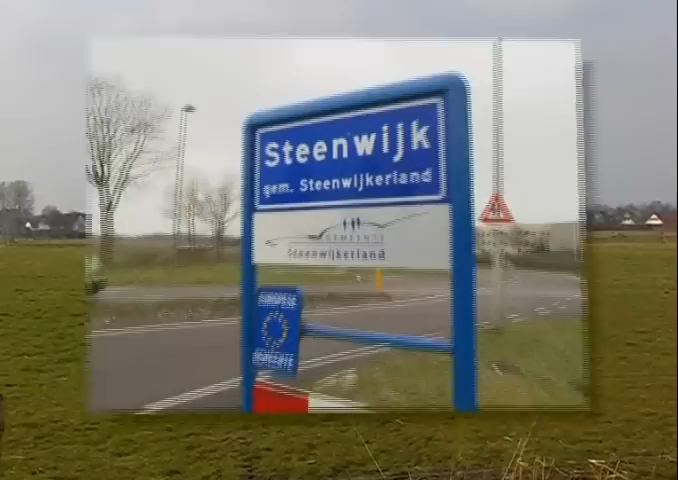 Steenwijk
gem. Steenwijkerland
GEMEENTE
Steenwijkerland
EUROPESE
GEMEENTE